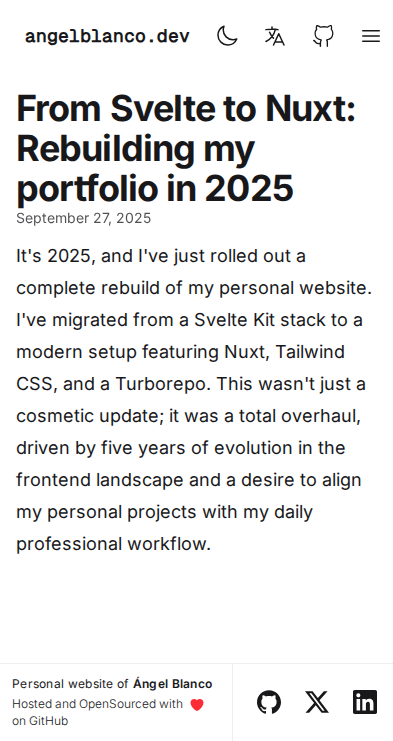 angelblanco.dev
From Svelte to Nuxt:
Rebuilding my
portfolio in 2025
September 27, 2025
It's 2025, and I've just rolled out a
complete rebuild of my personal website.
I've migrated from a Svelte Kit stack to a
modern setup featuring Nuxt, Tailwind
CSS, and a Turborepo. This wasn't just a
cosmetic update; it was a total overhaul,
driven by five years of evolution in the
frontend landscape and a desire to align
my personal projects with my daily
professional workflow.
Personal website of Ángel Blanco
Hosted and OpenSourced with ❤️
on GitHub